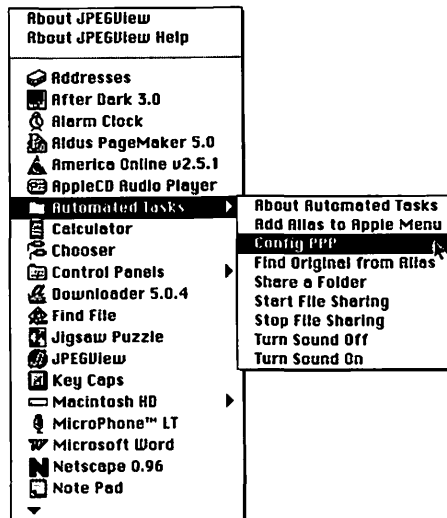 About JPEGView
About JPEGView Help
Addresses
After Dark 3.0
Alarm Clock
Aldus PageMaker 5.0
America Online v2.5.1
AppleCD Audio Player
Automated Tasks
Calculator
Chooser
Control Panels
Downloader 5.0.4
Find File
Jigsaw Puzzle
JPEGView
Key Caps
Macintosh HD
MicroPhone™ LT
Microsoft Word
Netscape 0.96
Note Pad
About Automated Tasks
Add Alias to Apple Menu
Config PPP
Find Original from Alias
Share a Folder
Start File Sharing
Stop File Sharing
Turn Sound Off
Turn Sound On